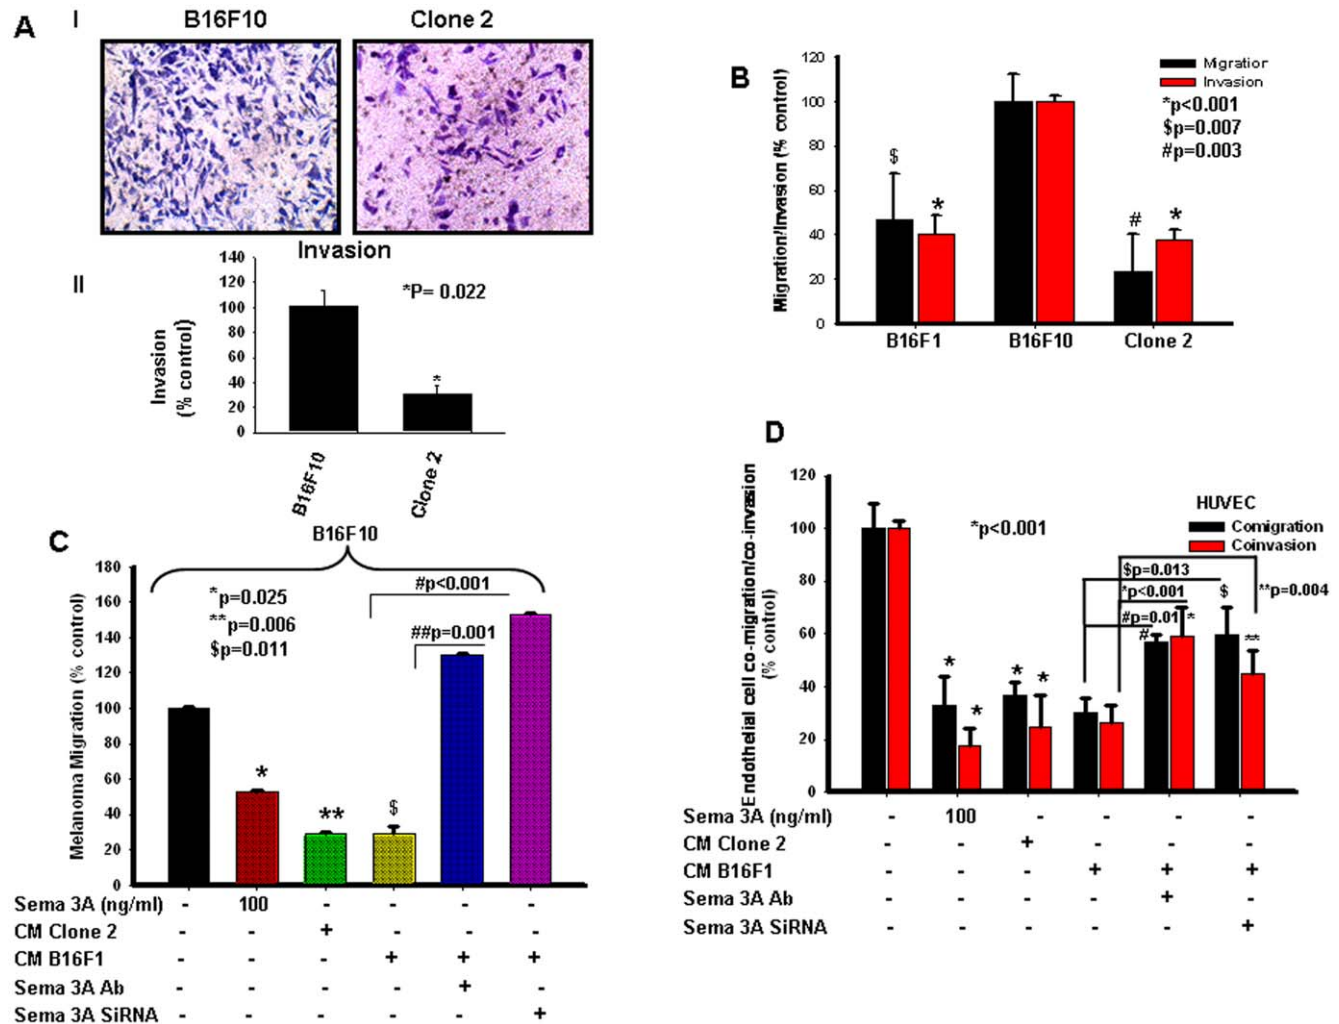 A
I
B16F10
Clone 2
II
Invasion
Invasion
(% control)
140
120
100
80
60
40
20
0
*P= 0.022
*
B16F10
Clone 2
B
Migration/Invasion (% control)
120
100
80
60
40
20
0
Migration
Invasion
*p<0.001
$p=0.007
#p=0.003
$
*
#
*
B16F1
B16F10
Clone 2
C
B16F10
Melanoma Migration (% control)
180
160
140
120
100
80
60
40
20
0
*p=0.025
**p=0.006
$p=0.011
#p<0.001
##p=0.001
*
**
$
Sema 3A (ng/ml) - 100 - - - -
CM Clone 2 - - + - - -
CM B16F1 - - - + + +
Sema 3A Ab - - - - + -
Sema 3A SiRNA - - - - - +
D
Endothelial cell co-migration/co-invasion
(% control)
120
100
80
60
40
20
0
HUVEC
Comigration
Coinvasion
*p<0.001
$p=0.013
*p<0.001
#p=0.01
**p=0.004
*
*
*
*
#
*
$
**
Sema 3A (ng/ml) - 100 - - - -
CM Clone 2 - - + - - -
CM B16F1 - - - + + +
Sema 3A Ab - - - - + -
Sema 3A SiRNA - - - - - +